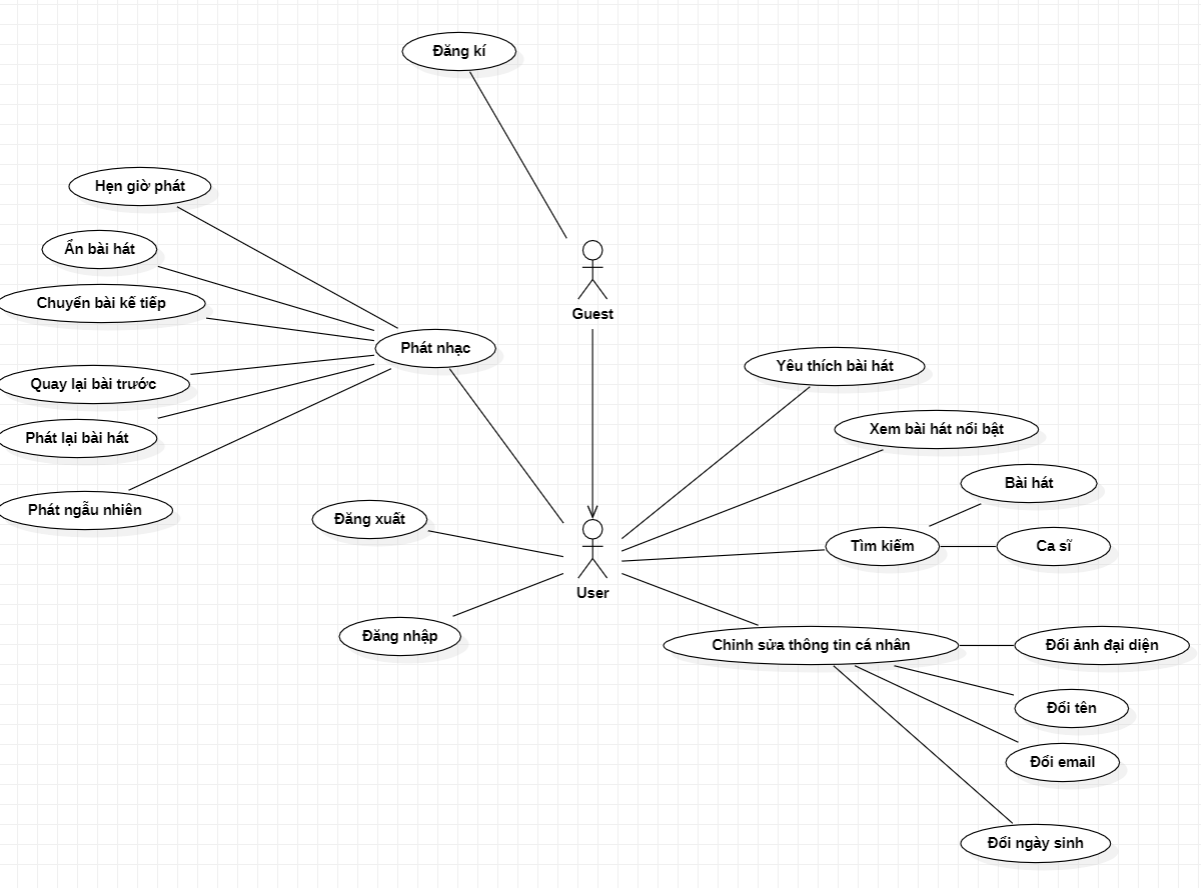 Đăng kí
Hẹn giờ phát
Ẩn bài hát
Chuyển bài kế tiếp
Guest
Phát nhạc
Yêu thích bài hát
Quay lại bài trước
Xem bài hát nổi bật
Phát lại bài hát
Bài hát
Phát ngẫu nhiên
Đăng xuất
Tìm kiếm
Ca sĩ
User
Đăng nhập
Chỉnh sửa thông tin cá nhân
Đổi ảnh đại diện
Đổi tên
Đổi email
Đổi ngày sinh